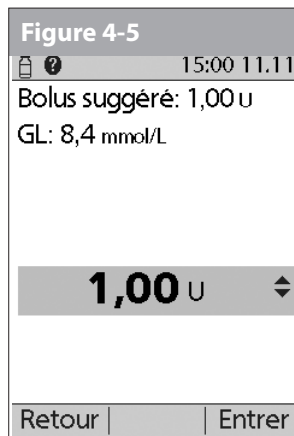 Figure 4-5
15:00 11.11
Bolus suggéré: 1,00 U
GL: 8,4 mmol/L
1,00 U
Retour Entrer